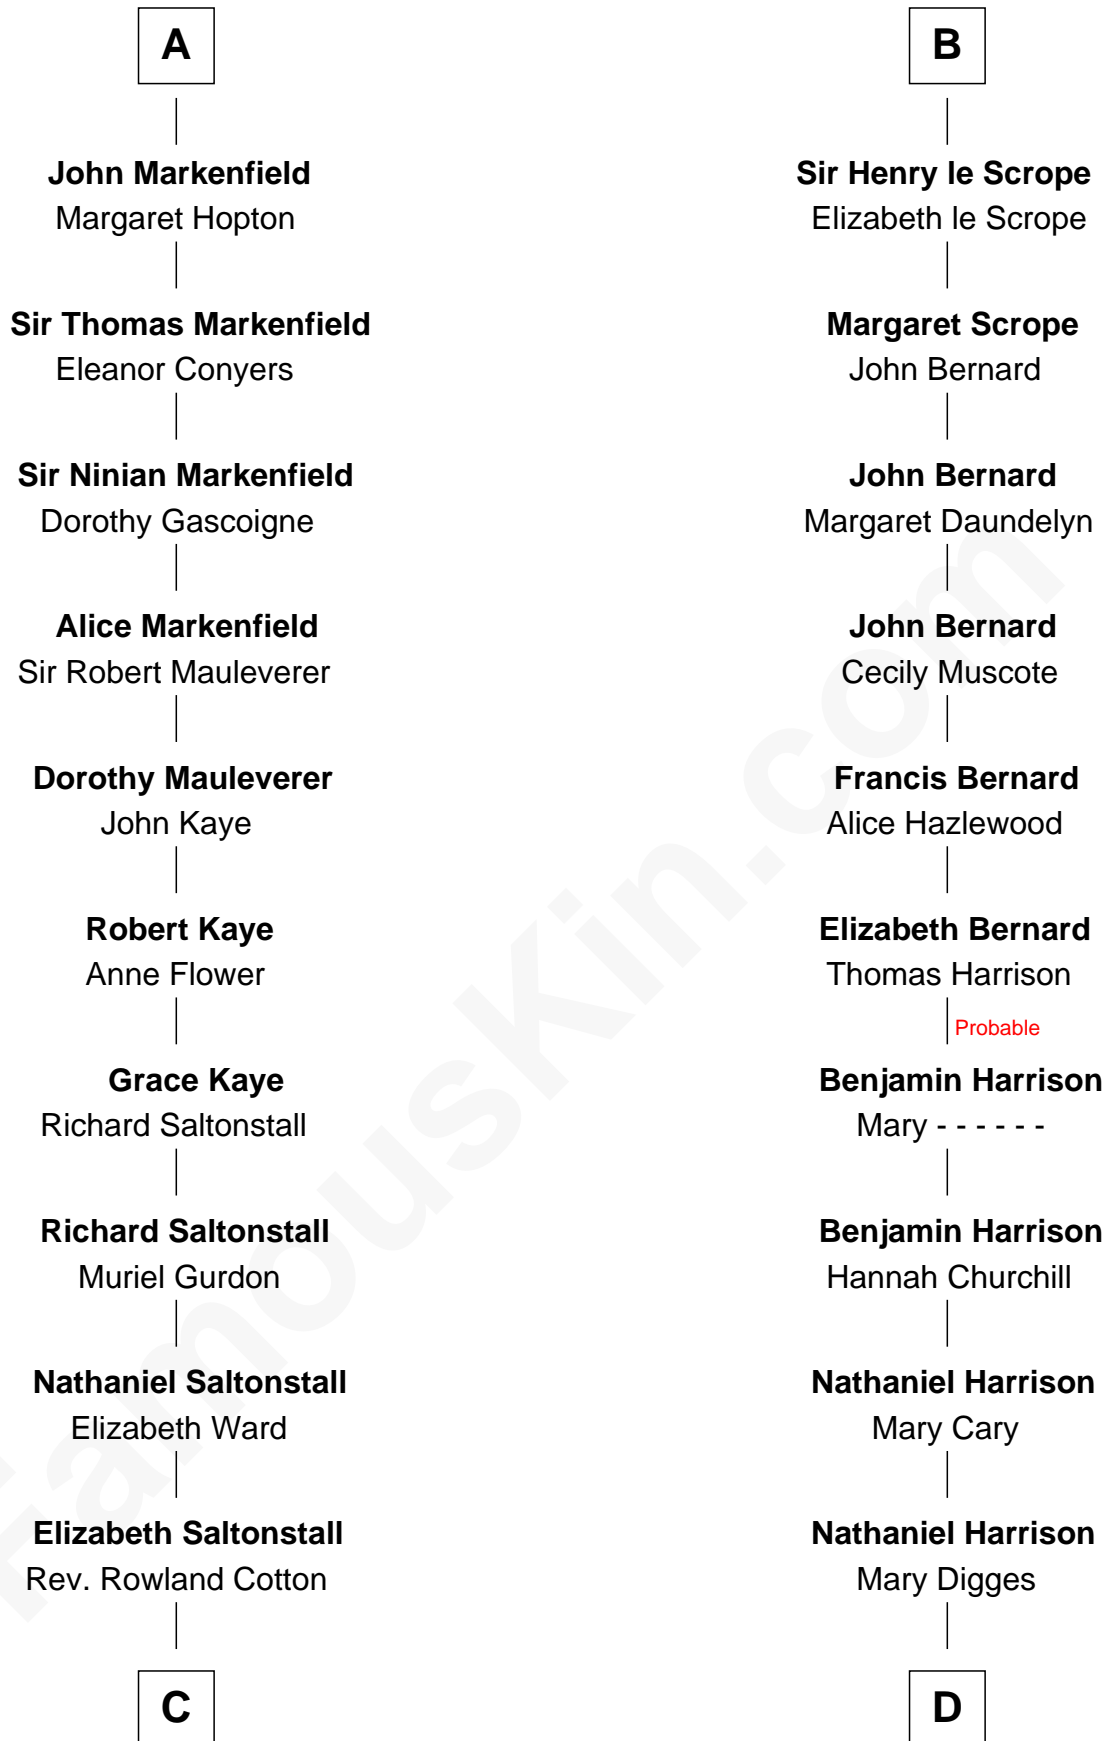 A
John Markenfield
Margaret Hopton
Sir Thomas Markenfield
Eleanor Conyers
Sir Ninian Markenfield
Dorothy Gascoigne
Alice Markenfield
Sir Robert Mauleverer
Dorothy Mauleverer
John Kaye
Robert Kaye
Anne Flower
Grace Kaye
Richard Saltonstall
Richard Saltonstall
Muriel Gurdon
Nathaniel Saltonstall
Elizabeth Ward
Elizabeth Saltonstall
Rev. Rowland Cotton
C
B
Sir Henry le Scrope
Elizabeth le Scrope
Margaret Scrope
John Bernard
John Bernard
Margaret Daundelyn
John Bernard
Cecily Muscote
Francis Bernard
Alice Hazlewood
Elizabeth Bernard
Thomas Harrison
Probable
Benjamin Harrison
Mary - - - - - -
Benjamin Harrison
Hannah Churchill
Nathaniel Harrison
Mary Cary
Nathaniel Harrison
Mary Digges
D
FamousKin.com